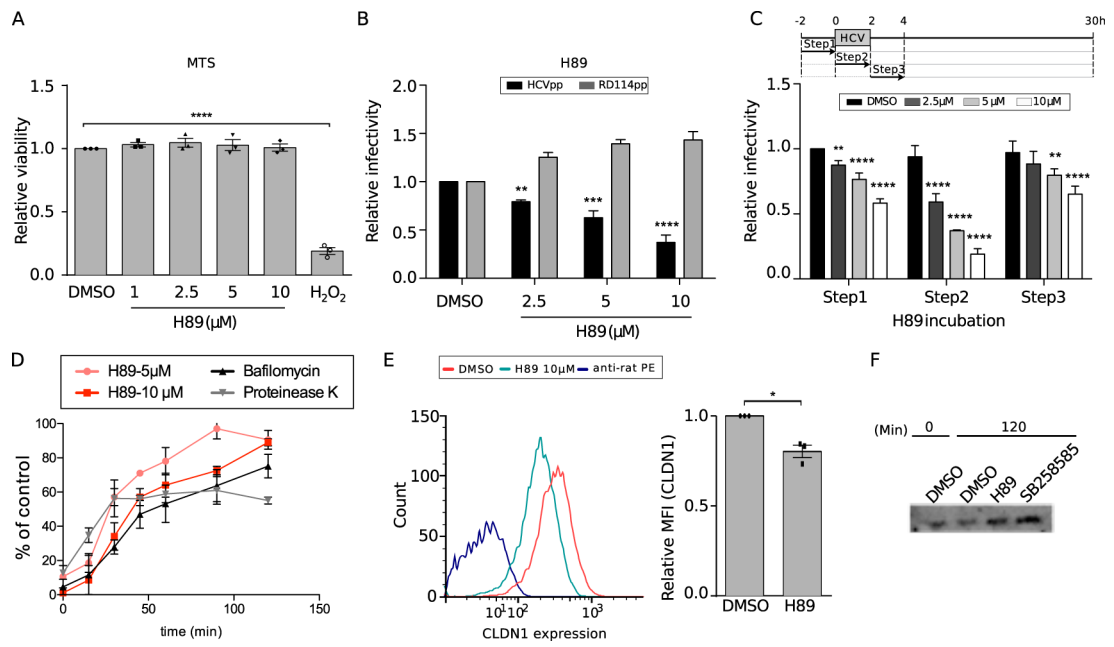 A
MTS
Relative viability
1.5
1.0
0.5
0.0
****
DMSO 1 2.5 5 10 H₂O₂
H89(µM)
B
H89
HCVpp RD114pp
Relative infectivity
2.0
1.5
1.0
0.5
0.0
** *** ****
DMSO 2.5 5 10
H89(µM)
C
-2 0 2 4 30h
HCV
Step1
Step2
Step3
DMSO 2.5µM 5 µM 10µM
Relative infectivity
1.5
1.0
0.5
0.0
** **** ****
**** **** ****
** ****
Step1 Step2 Step3
H89incubation
D
H89-5µM Bafilomycin
H89-10 µM Proteinease K
% of control
100
80
60
40
20
0
0 50 100 150
time (min)
E
DMSO H89 10µM anti-rat PE
Count
150
100
50
0
10¹10² 10³
CLDN1 expression
Relative MFI (CLDN1)
1.0
0.5
0.0
*
DMSO H89
F
(Min) 0 120
DMSO DMSO H89 SB258585